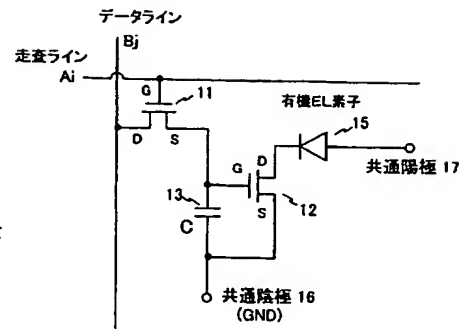 データライン
Bj
走査ライン
Ai
G
11
D
S
有機EL素子
15
共通陽極 17
13
C
G
D
S
12
共通陰極 16
(GND)